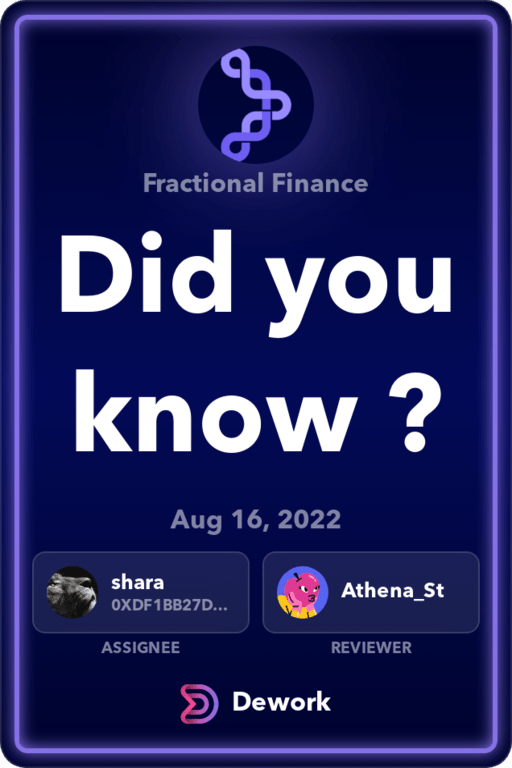 Fractional Finance
Did you
know ?
Aug 16, 2022
shara
0XDF1BB27D...
ASSIGNEE
Athena_St
REVIEWER
Dework